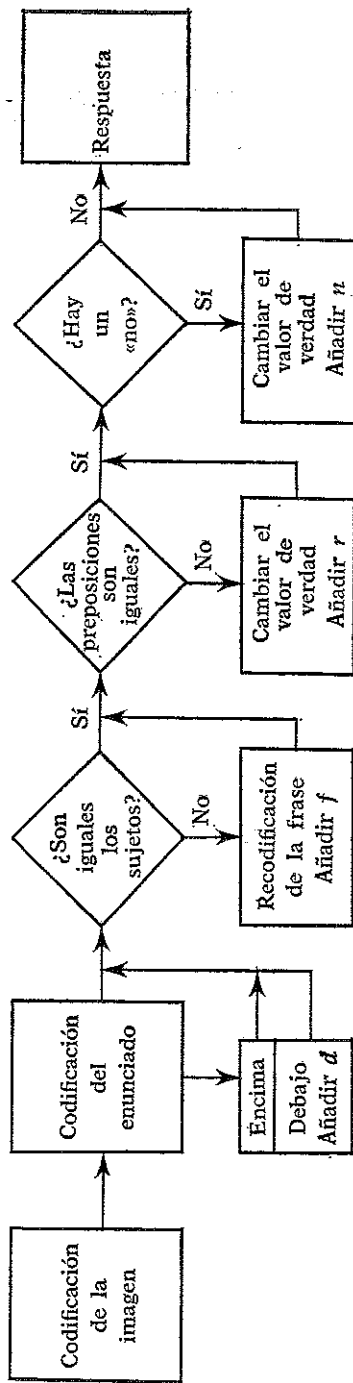 Codificación
de la
imagen
Codificación
del
enunciado
Encima
Debajo
Añadir d
¿Son
iguales
los
sujetos?
Sí
No
Recodificación
de la frase
Añadir f
¿Las
preposiciones
son
iguales?
Sí
No
Cambiar el
valor de
verdad
Añadir r
¿Hay
un
«no»?
No
Sí
Cambiar el
valor de
verdad
Añadir n
Respuesta